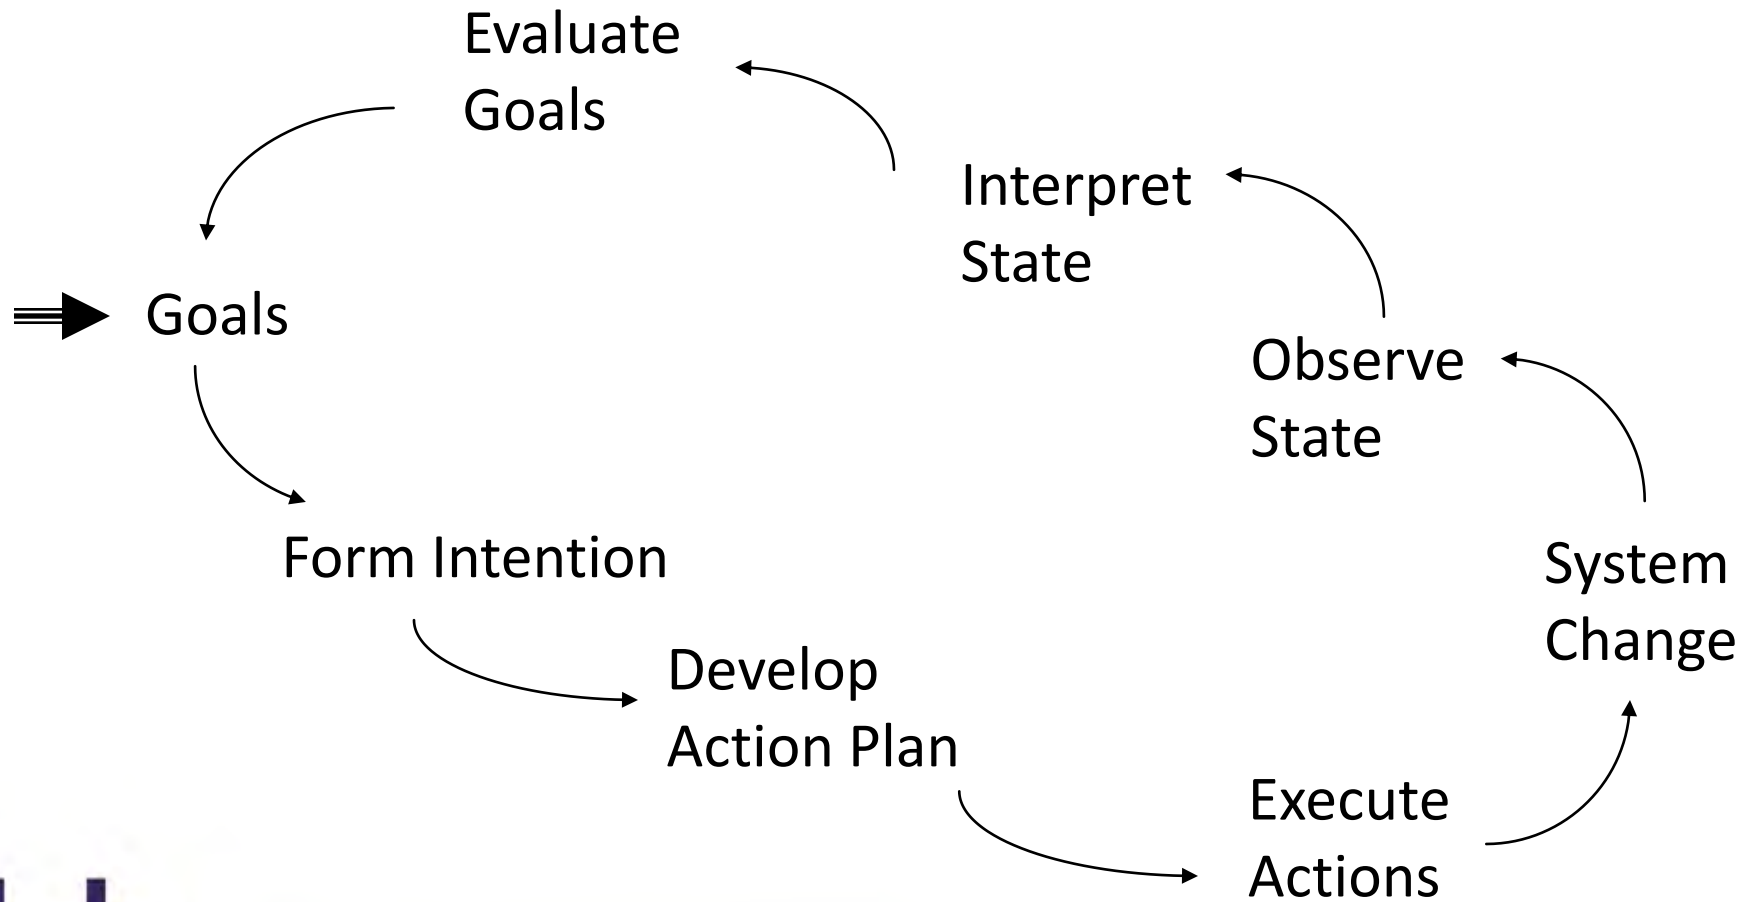 Evaluate
Goals
Interpret
State
Goals
Observe
State
Form Intention
System
Change
Develop
Action Plan
Execute
Actions